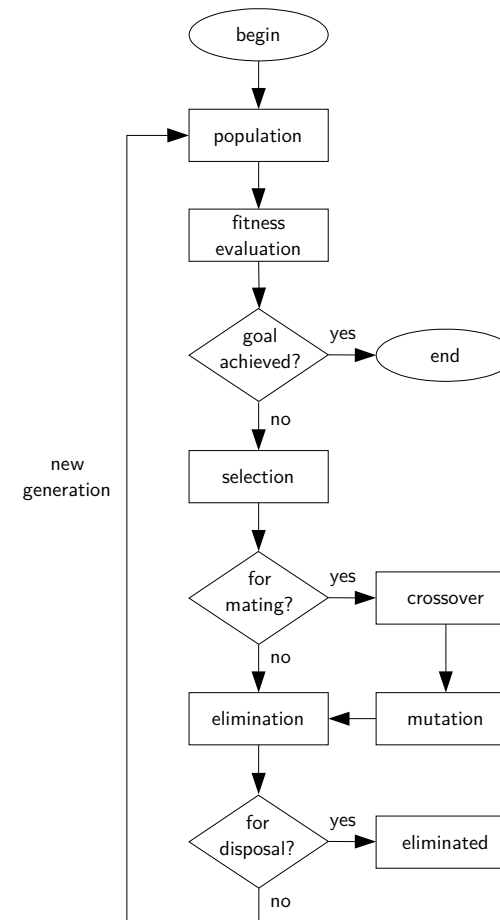 begin
population
fitness
evaluation
goal
achieved?
yes
end
no
selection
new
generation
for
mating?
yes
crossover
no
elimination
mutation
for
disposal?
yes
eliminated
no